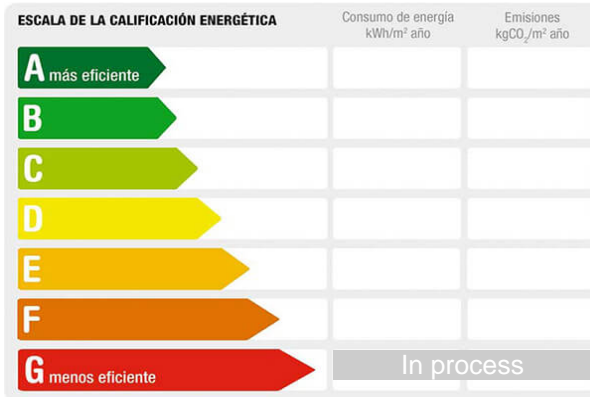 ESCALA DE LA CALIFICACIÓN ENERGÉTICA
Consumo de energía
kWh/m² año
Emisiones
kgCO₂/m² año
A más eficiente
B
C
D
E
F
G menos eficiente
In process